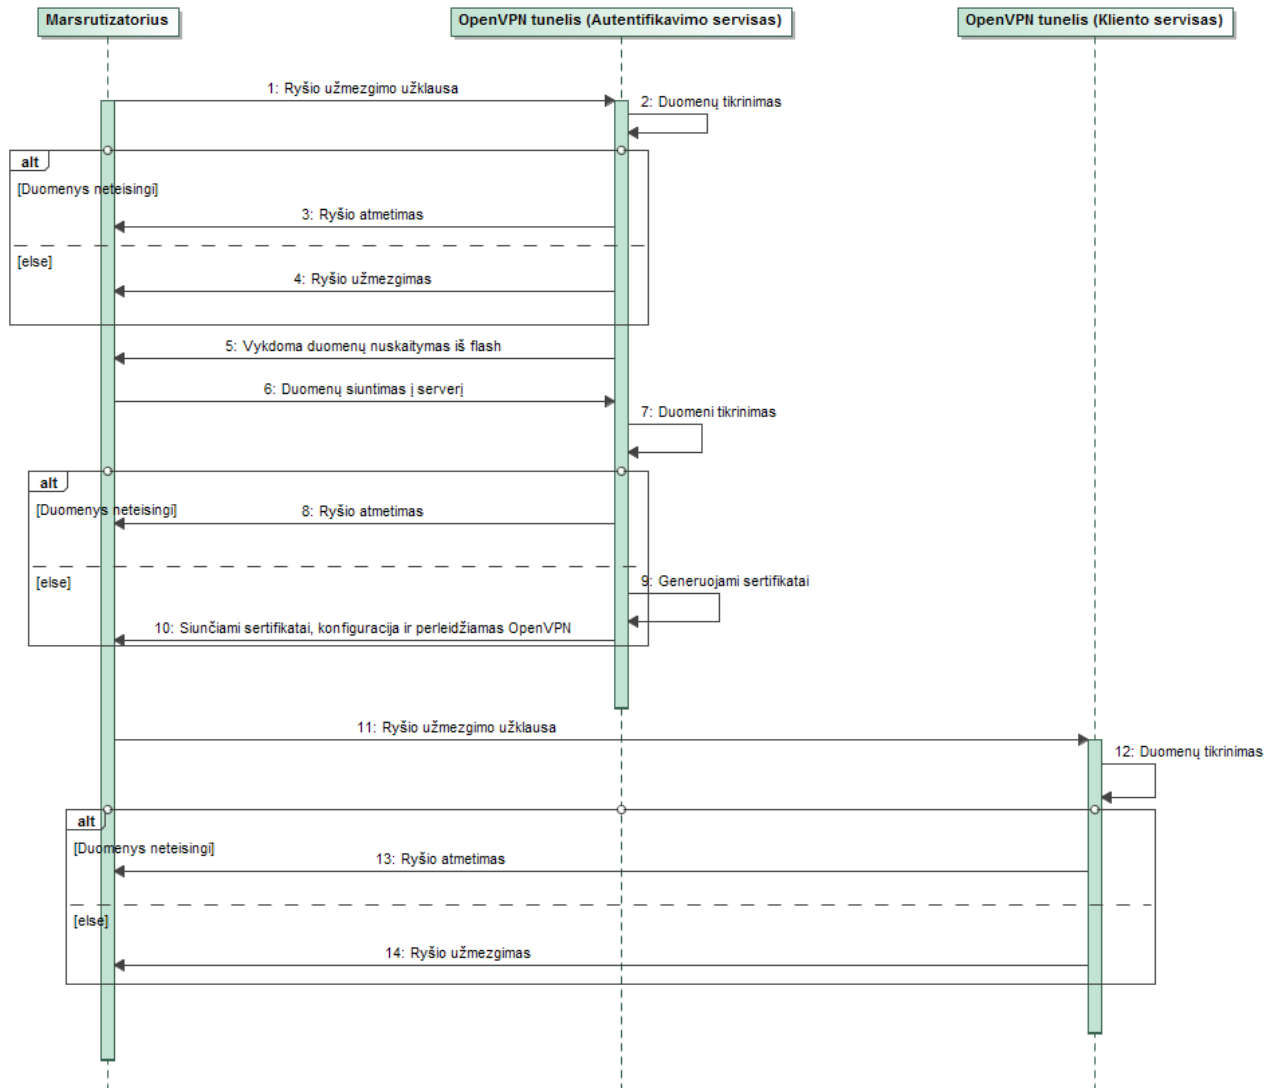 Marsrutizatorius
OpenVPN tunelis (Autentifikavimo servisas)
OpenVPN tunelis (Kliento servisas)
1: Ryšio užmezgimo užklausa
2: Duomenų tikrinimas
alt
[Duomenys neteisingi]
3: Ryšio atmetimas
[else]
4: Ryšio užmezgimas
5: Vykdoma duomenų nuskaitymas iš flash
6: Duomenų siuntimas į serverį
7: Duomeni tikrinimas
alt
[Duomenys neteisingi]
8: Ryšio atmetimas
[else]
9: Generuojami sertifikatai
10: Siunčiami sertifikatai, konfiguracija ir perleidžiamas OpenVPN
11: Ryšio užmezgimo užklausa
12: Duomenų tikrinimas
alt
[Duomenys neteisingi]
13: Ryšio atmetimas
[else]
14: Ryšio užmezgimas